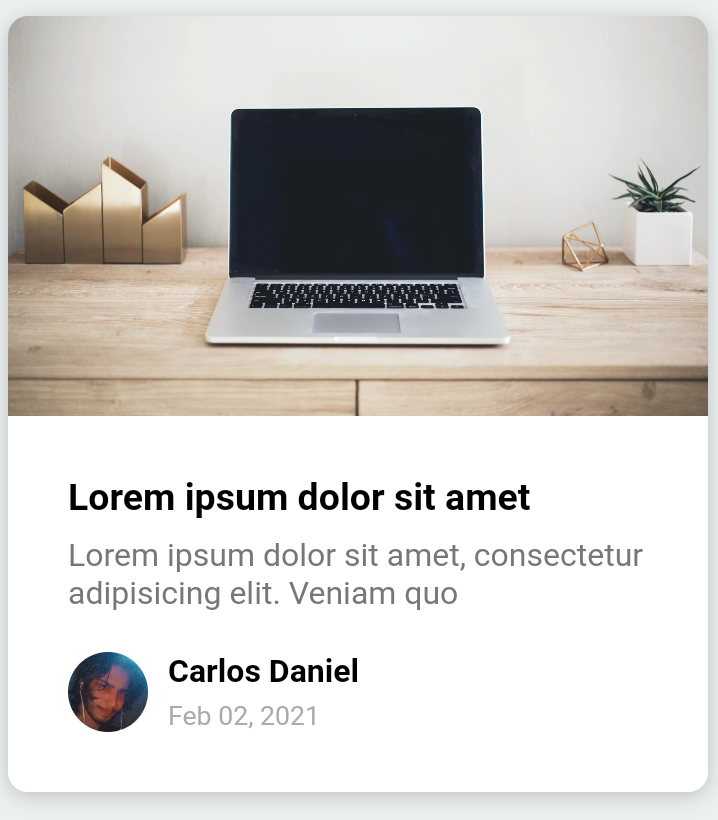 Lorem ipsum dolor sit amet
Lorem ipsum dolor sit amet, consectetur
adipisicing elit. Veniam quo
Carlos Daniel
Feb 02, 2021